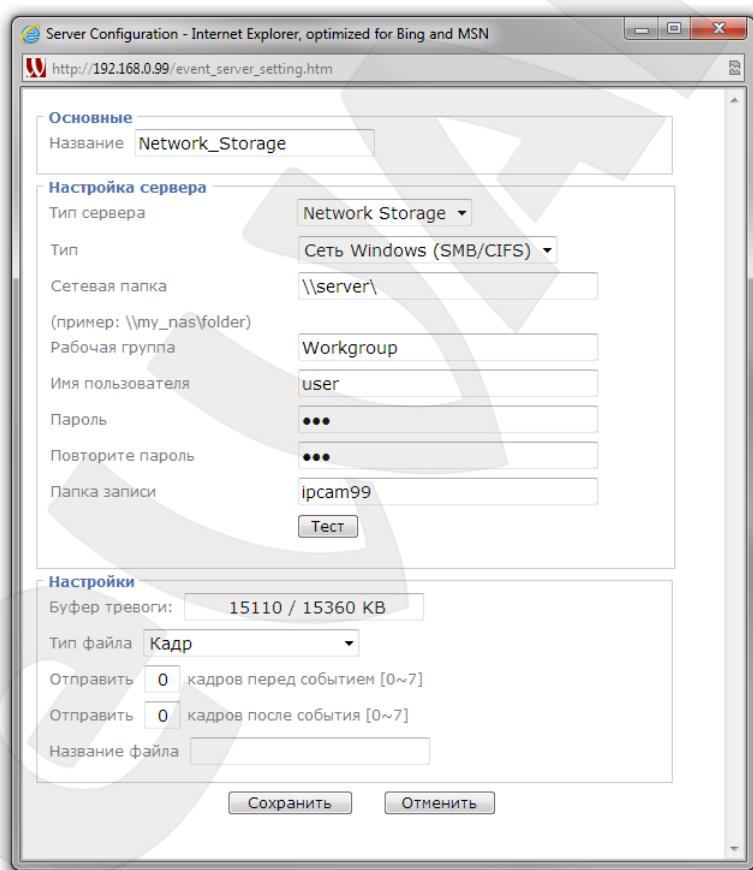 Server Configuration - Internet Explorer, optimized for Bing and MSN
http://192.168.0.99/event_server_setting.htm
Основные
Название Network_Storage
Настройка сервера
Тип сервера Network Storage
Тип Сеть Windows (SMB/CIFS)
Сетевая папка \\server\
(пример: \\my_nas\folder)
Рабочая группа Workgroup
Имя пользователя user
Пароль •••
Повторите пароль •••
Папка записи ipcam99
Тест
Настройки
Буфер тревоги: 15110 / 15360 KB
Тип файла Кадр
Отправить 0 кадров перед событием [0~7]
Отправить 0 кадров после события [0~7]
Название файла
Сохранить Отменить